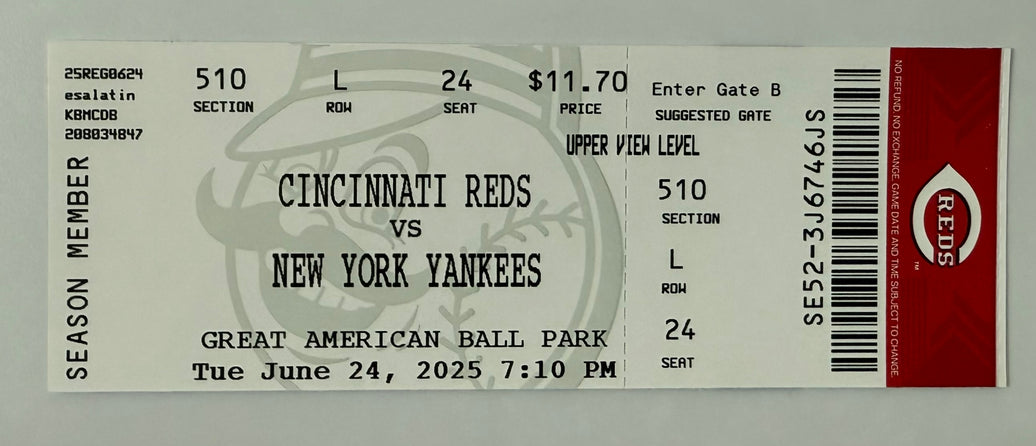 25REG0624
esalatin
KBMCDB
208034847
SEASON MEMBER
510 L 24 $11.70
SECTION ROW SEAT PRICE
UPPER VIEW LEVEL
CINCINNATI REDS
VS
NEW YORK YANKEES
GREAT AMERICAN BALL PARK
Tue June 24, 2025 7:10 PM
Enter Gate B
SUGGESTED GATE
510
SECTION
L
ROW
24
SEAT
SE52-3J6746JS
NO REFUND. NO EXCHANGE. GAME DATE AND TIME SUBJECT TO CHANGE.
REDS
TM